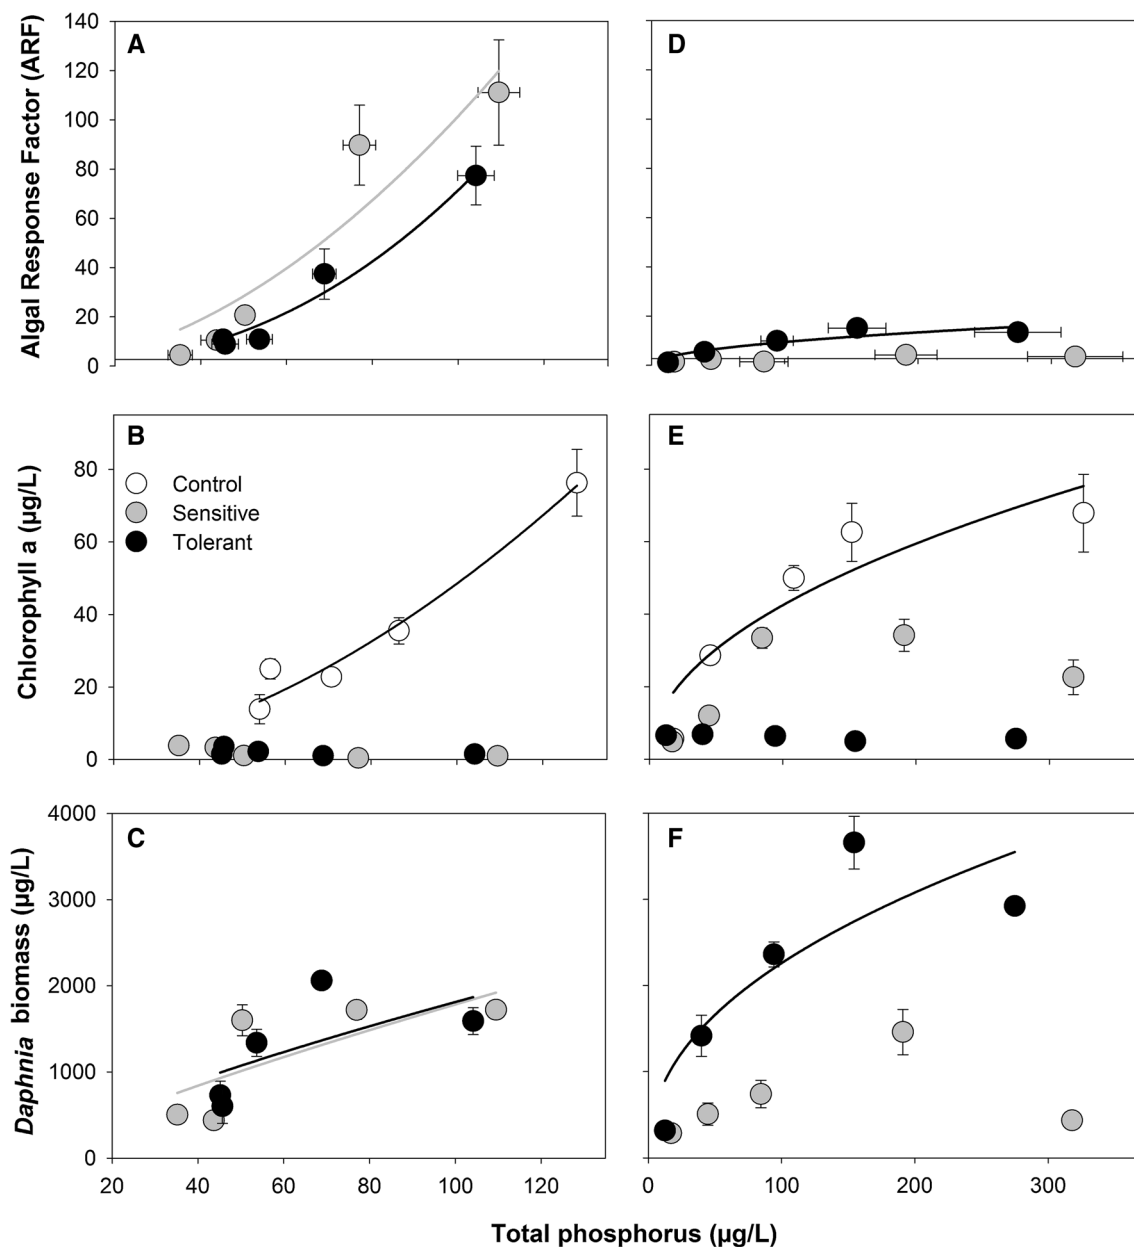 A
D
Algal Response Factor (ARF)
140
120
100
80
60
40
20
0
B
E
Chlorophyll a (µg/L)
80
60
40
20
0
Control
Sensitive
Tolerant
C
F
Daphnia biomass (µg/L)
4000
3000
2000
1000
0
20 40 60 80 100 120
0 100 200 300
Total phosphorus (µg/L)